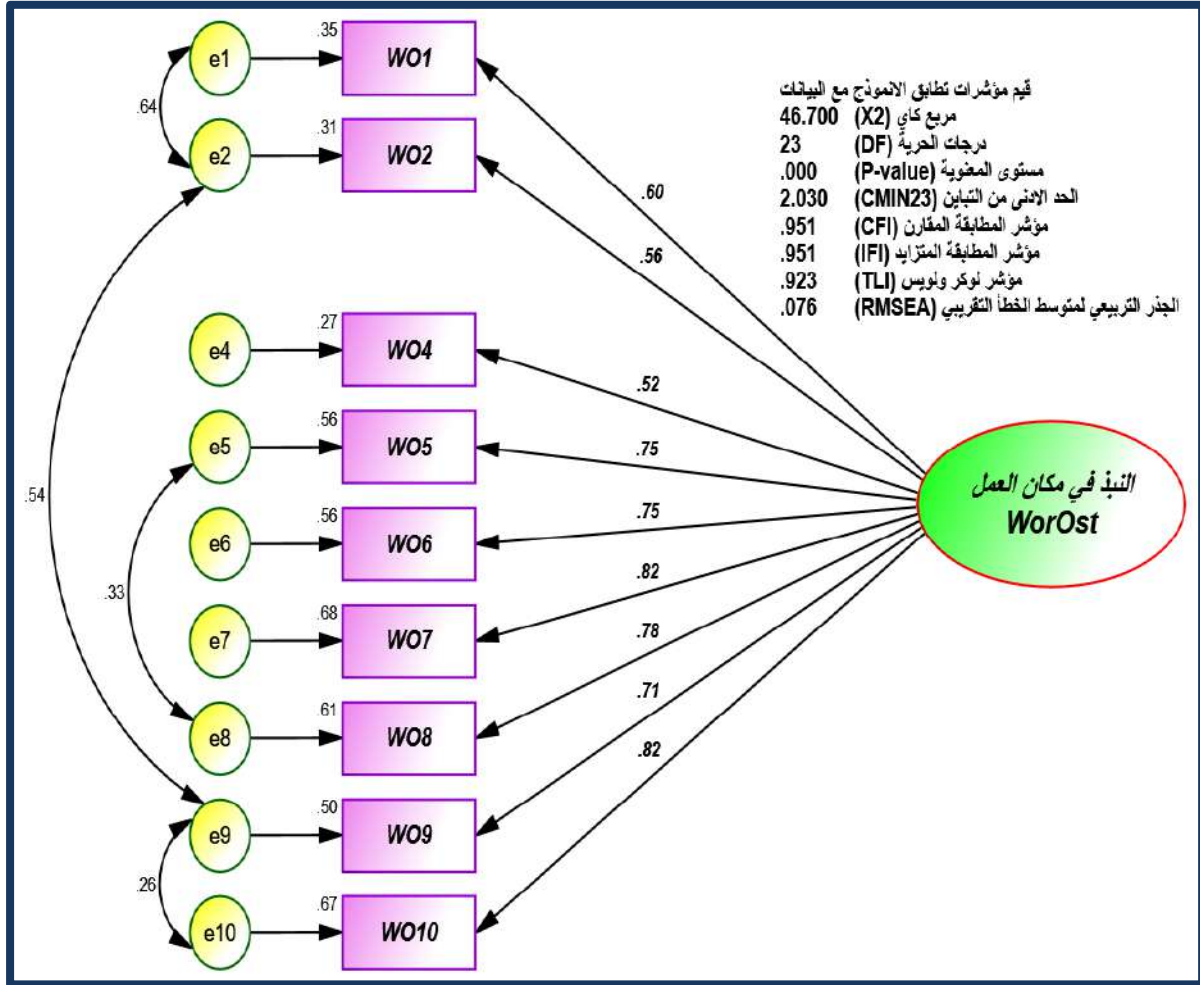 قيم مؤشرات تطابق الانموذج مع البيانات
مربع كاي (X2) 46.700
درجات الحرية (DF) 23
مستوى المعنوية (P-value) .000
الحد الادنى من التباين (CMIN23) 2.030
مؤشر المطابقة المقارن (CFI) .951
مؤشر المطابقة المتزايد (IFI) .951
مؤشر لوكر ولويس (TLI) .923
الجذر التربيعي لمتوسط الخطأ التقريبي (RMSEA) .076
e1 .35 WO1
.64
e2 .31 WO2
.60
.56
e4 .27 WO4
.52
e5 .56 WO5
.75
.54
e6 .56 WO6
.75
.33
e7 .68 WO7
.82
e8 .61 WO8
.78
e9 .50 WO9
.71
.26
e10 .67 WO10
.82
النبذ في مكان العمل
WorOst